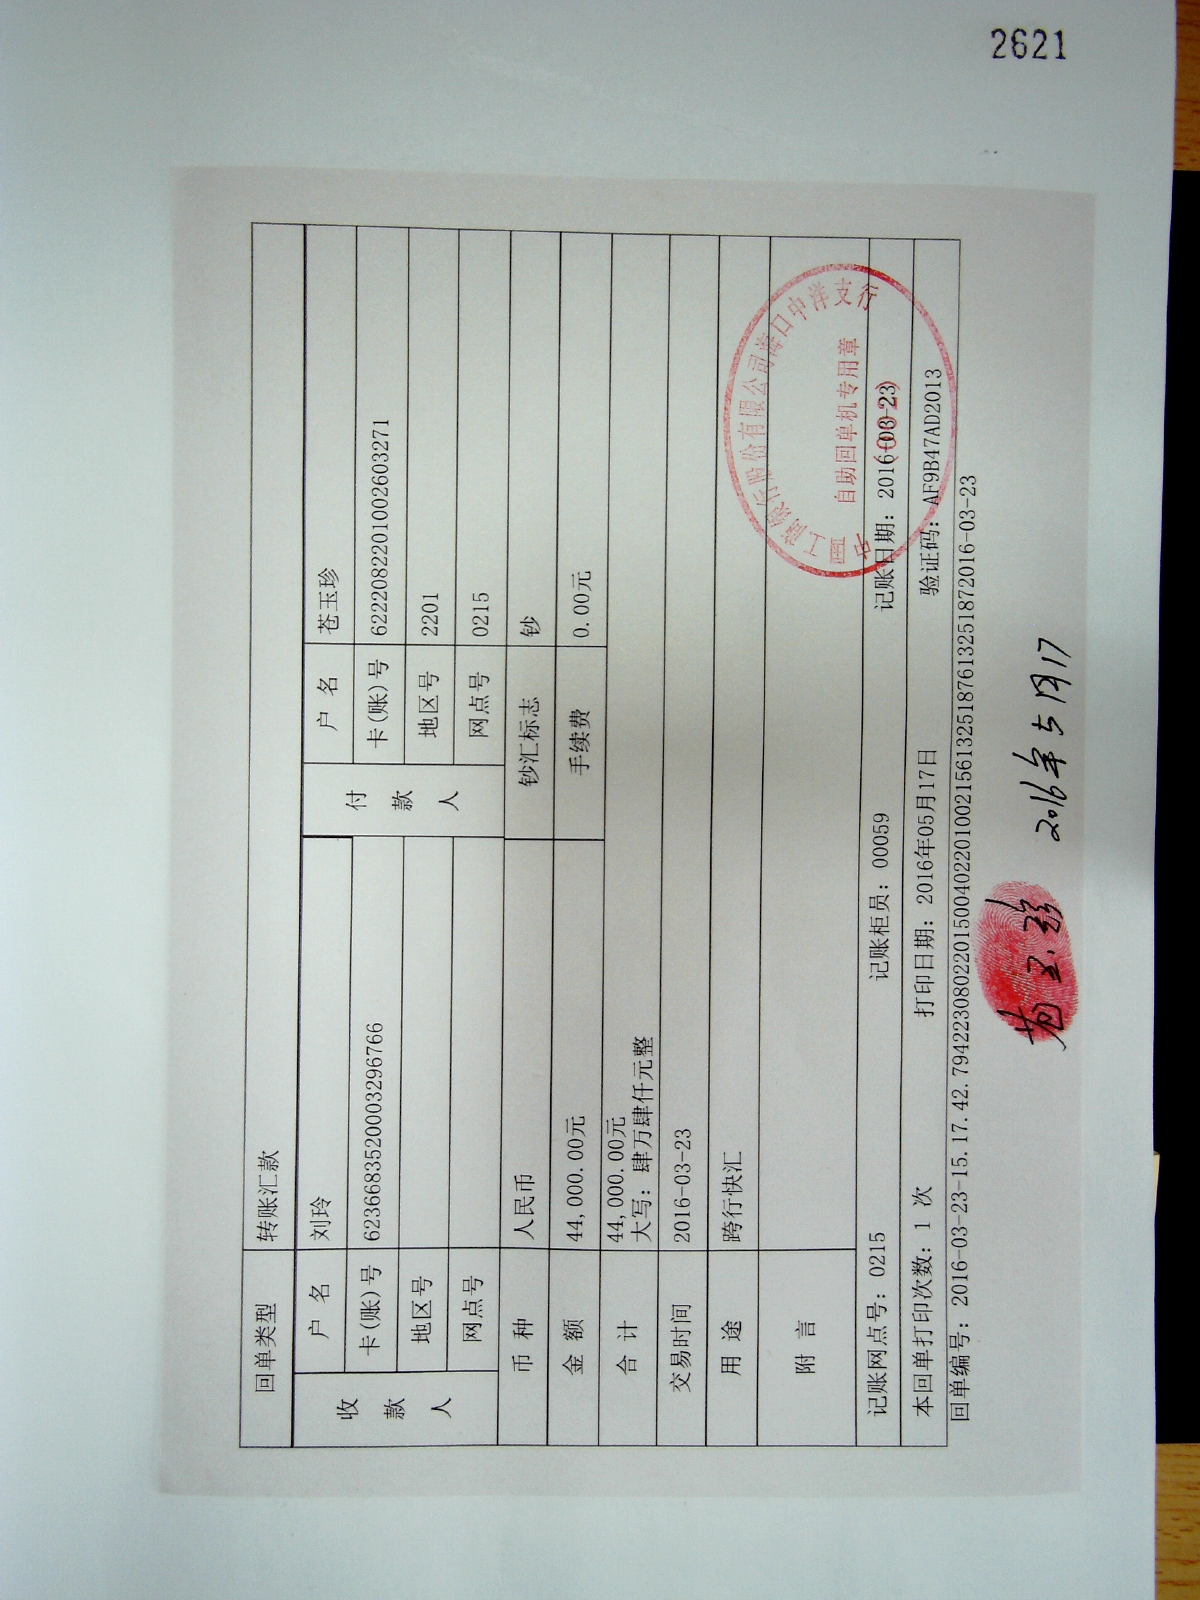 2621
回单类型 转账汇款
收款人 户名 刘玲 付款人 户名 苍玉珍
卡(账)号 6236683520003296766 卡(账)号 6222082201002603271
地区号 地区号 2201
网点号 网点号 0215
币种 人民币 钞汇标志 钞
金额 44,000.00元 手续费 0.00元
合计 44,000.00元
大写：肆万肆仟元整
交易时间 2016-03-23
用途 跨行快汇
附言
中国工商银行股份有限公司海口中洋支行
自助回单机专用章
记账网点号：0215 记账柜员：00059 记账日期：2016-03-23
本回单打印次数：1 次 打印日期：2016年05月17日 验证码：AF9B47AD2013
回单编号：2016-03-23-15.17.42.79422308022015004022010021561325187613251872016-03-23
苍玉珍 2016年5月17